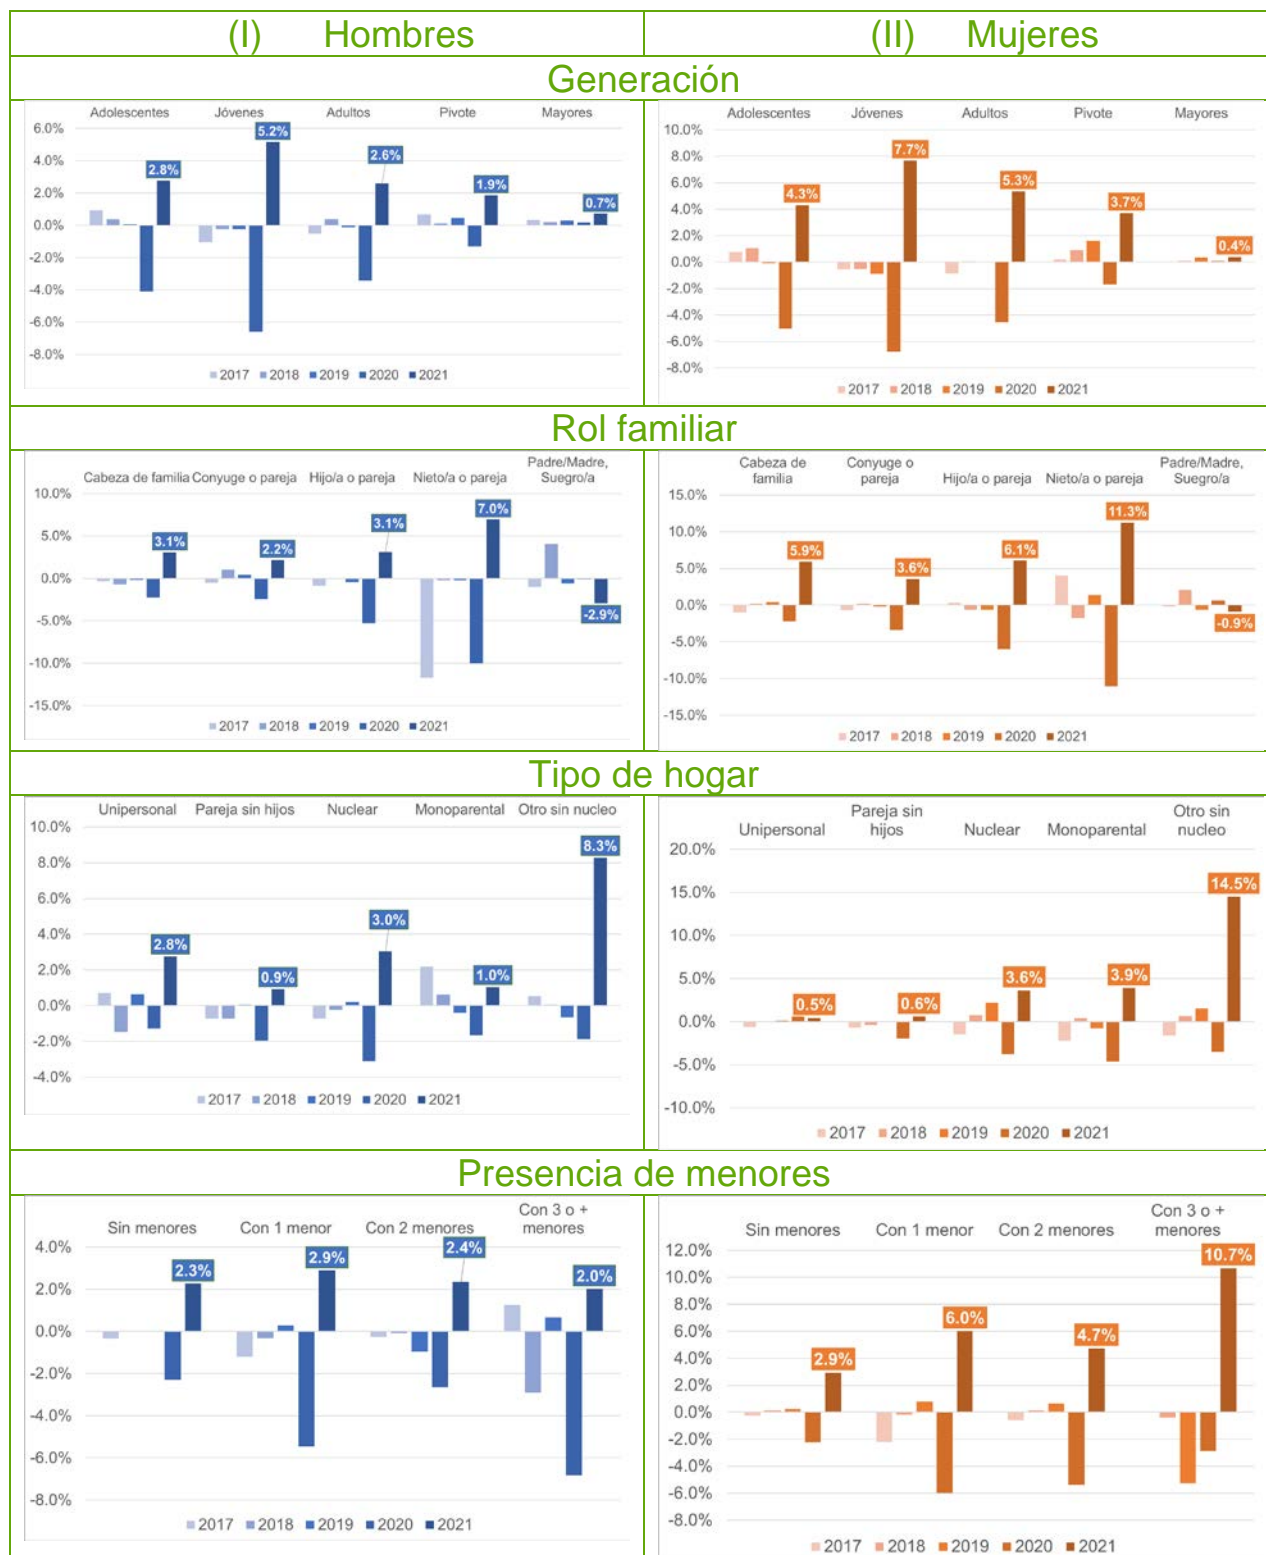 (I) Hombres
(II) Mujeres
Generación
Adolescentes Jóvenes Adultos Pivote Mayores
6.0%
4.0%
2.0%
0.0%
-2.0%
-4.0%
-6.0%
-8.0%
2.8%
5.2%
2.6%
1.9%
0.7%
2017 2018 2019 2020 2021
Adolescentes Jóvenes Adultos Pivote Mayores
10.0%
8.0%
6.0%
4.0%
2.0%
0.0%
-2.0%
-4.0%
-6.0%
-8.0%
4.3%
7.7%
5.3%
3.7%
0.4%
2017 2018 2019 2020 2021
Rol familiar
Cabeza de familia Conyuge o pareja Hijo/a o pareja Nieto/a o pareja Padre/Madre,
Suegro/a
10.0%
5.0%
0.0%
-5.0%
-10.0%
-15.0%
3.1%
2.2%
3.1%
7.0%
-2.9%
2017 2018 2019 2020 2021
Cabeza de
familia
Conyuge o
pareja
Hijo/a o pareja
Nieto/a o pareja
Padre/Madre,
Suegro/a
15.0%
10.0%
5.0%
0.0%
-5.0%
-10.0%
-15.0%
5.9%
3.6%
6.1%
11.3%
-0.9%
2017 2018 2019 2020 2021
Tipo de hogar
Unipersonal Pareja sin hijos Nuclear Monoparental Otro sin nucleo
10.0%
8.0%
6.0%
4.0%
2.0%
0.0%
-2.0%
-4.0%
2.8%
0.9%
3.0%
1.0%
8.3%
2017 2018 2019 2020 2021
Unipersonal
Pareja sin
hijos
Nuclear
Monoparental
Otro sin
nucleo
20.0%
15.0%
10.0%
5.0%
0.0%
-5.0%
-10.0%
0.5%
0.6%
3.6%
3.9%
14.5%
2017 2018 2019 2020 2021
Presencia de menores
Sin menores Con 1 menor Con 2 menores Con 3 o +
menores
4.0%
2.0%
0.0%
-2.0%
-4.0%
-6.0%
-8.0%
2.3%
2.9%
2.4%
2.0%
2017 2018 2019 2020 2021
Sin menores Con 1 menor Con 2 menores Con 3 o +
menores
12.0%
10.0%
8.0%
6.0%
4.0%
2.0%
0.0%
-2.0%
-4.0%
-6.0%
-8.0%
2.9%
6.0%
4.7%
10.7%
2017 2018 2019 2020 2021